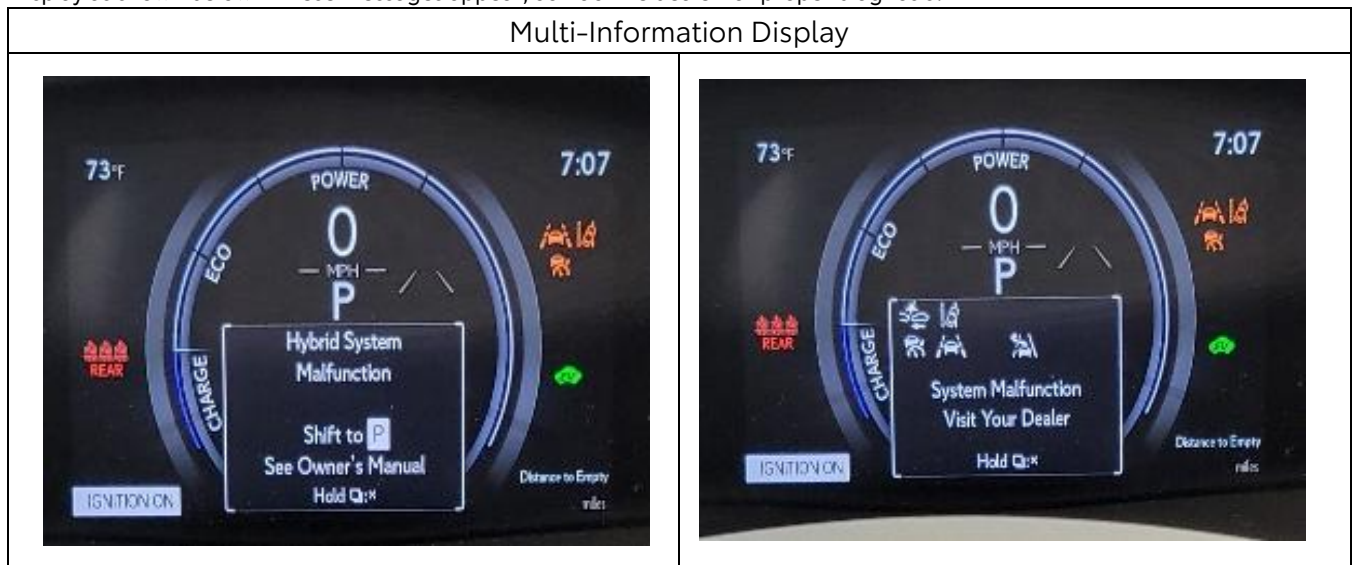 Multi-Information Display
73°F
7:07
POWER
ECO
0
MPH
P
CHARGE
REAR
Hybrid System
Malfunction
Shift to P
See Owner's Manual
Hold
IGNITION ON
Distance to Empty
miles
73°F
7:07
POWER
ECO
0
MPH
P
CHARGE
REAR
System Malfunction
Visit Your Dealer
Hold
IGNITION ON
Distance to Empty
miles